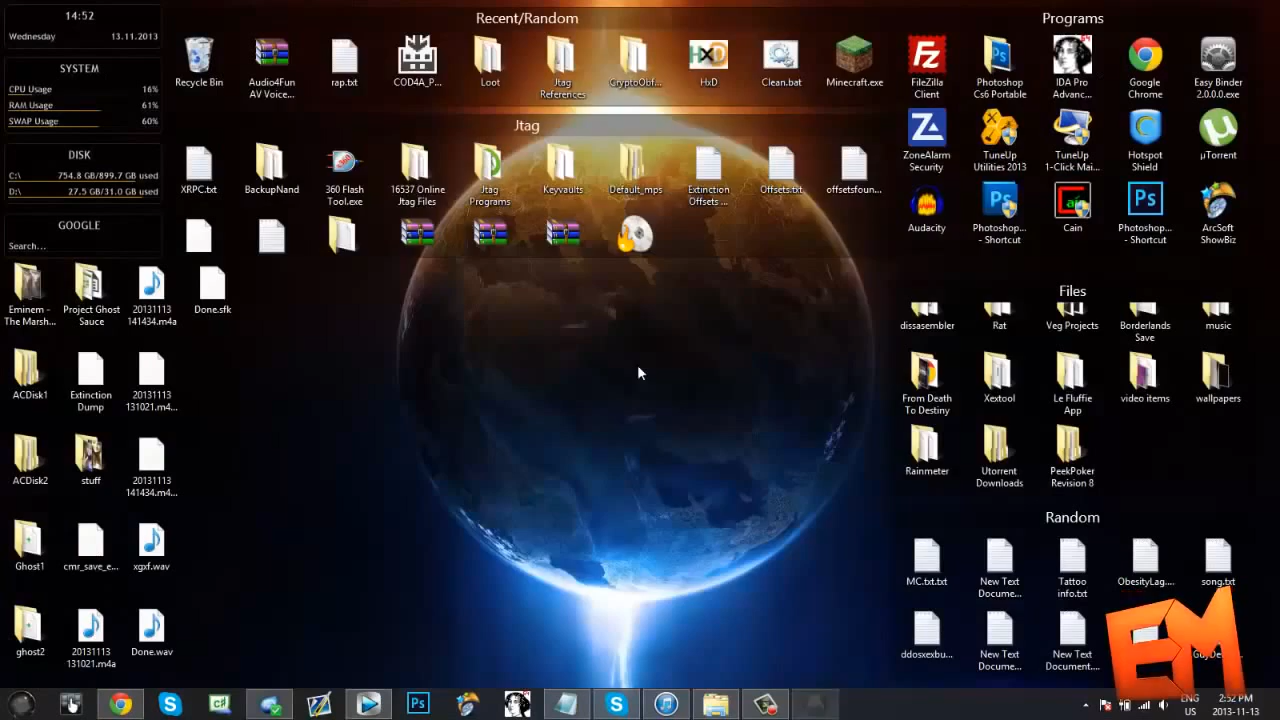 14:52
Wednesday 13.11.2013
SYSTEM
CPU Usage 16%
RAM Usage 61%
SWAP Usage 60%
DISK
C:\ 754.8 GB/899.7 GB used
D:\ 27.5 GB/31.0 GB used
GOOGLE
Search...
Recent/Random
Recycle Bin
Audio4Fun
AV Voice...
rap.txt
COD4A_P...
Loot
Jtag
References
CryptoObf...
HxD
Clean.bat
Minecraft.exe
Jtag
XRPC.txt
BackupNand
360 Flash
Tool.exe
16537 Online
Jtag Files
Jtag
Programs
Keyvaults
Default_mps
Extinction
Offsets ...
Offsets.txt
offsetsfoun...
Programs
FileZilla
Client
Photoshop
Cs6 Portable
IDA Pro
Advanc...
Google
Chrome
Easy Binder
2.0.0.0.exe
ZoneAlarm
Security
TuneUp
Utilities 2013
TuneUp
1-Click Mai...
Hotspot
Shield
µTorrent
Audacity
Photoshop...
- Shortcut
Cain
Photoshop...
- Shortcut
ArcSoft
ShowBiz
Files
dissasembler
Rat
Veg Projects
Borderlands
Save
music
From Death
To Destiny
Xextool
Le Fluffie
App
video items
wallpapers
Rainmeter
Utorrent
Downloads
PeekPoker
Revision 8
Random
MC.txt.txt
New Text
Docume...
Tattoo
info.txt
ObesityLag....
song.txt
ddosxexbu...
New Text
Docume...
New Text
Document....
EM
Eminem -
The Marsh...
Project Ghost
Sauce
20131113
141434.m4a
Done.sfk
ACDisk1
Extinction
Dump
20131113
131021.m4...
ACDisk2
stuff
20131113
141434.m4...
Ghost1
cmr_save_e...
xgxf.wav
ghost2
20131113
131021.m4a
Done.wav
ENG
US
2:52 PM
2013-11-13